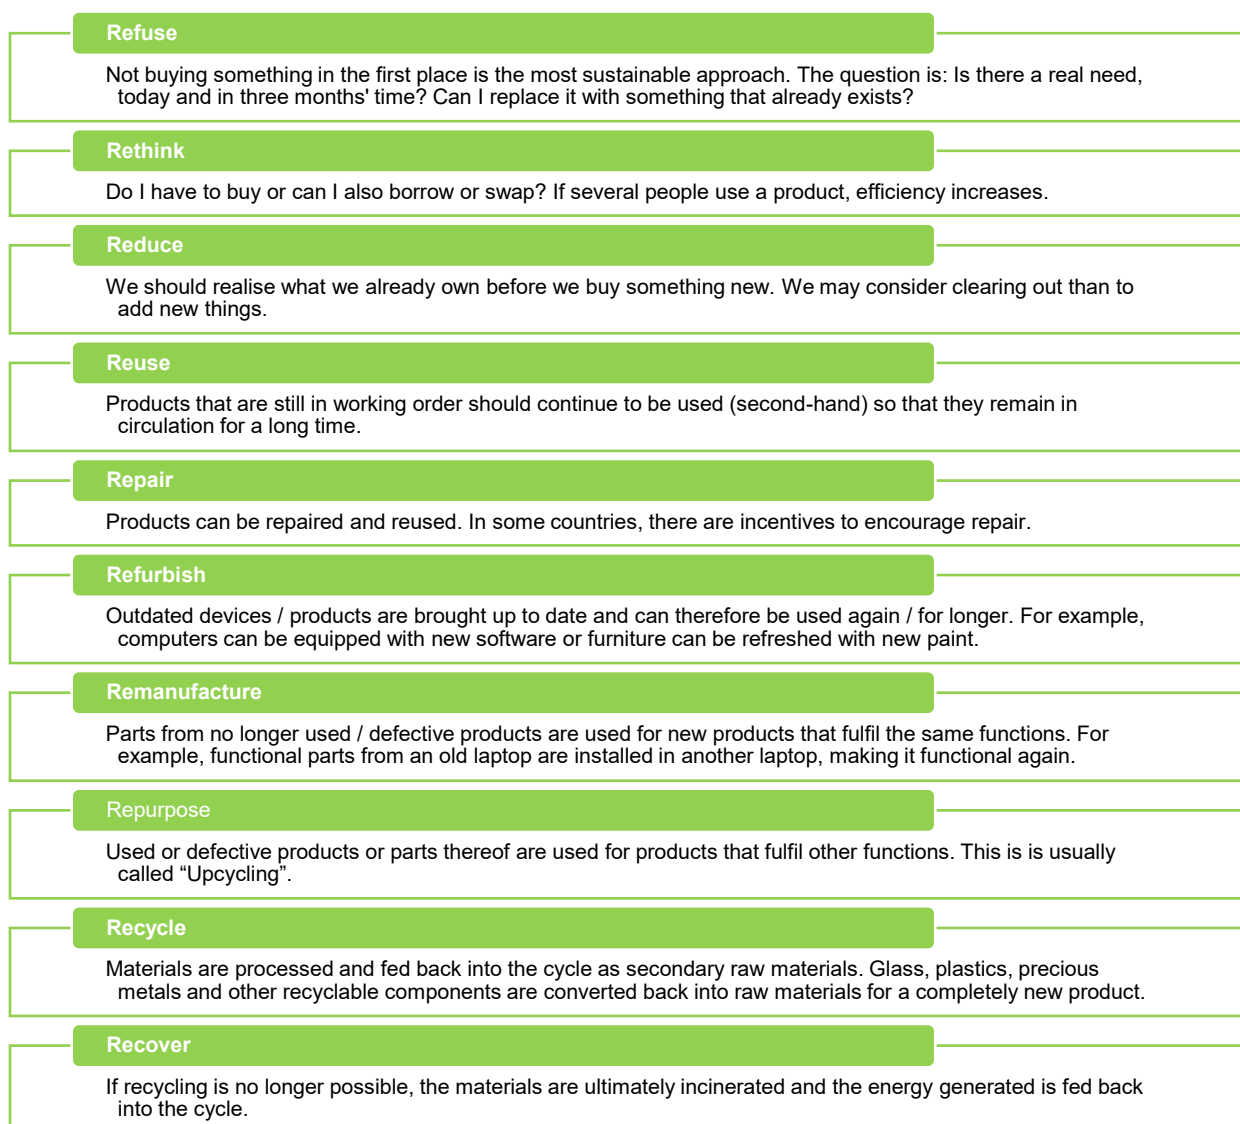 Refuse
Not buying something in the first place is the most sustainable approach. The question is: Is there a real need,
today and in three months' time? Can I replace it with something that already exists?
Rethink
Do I have to buy or can I also borrow or swap? If several people use a product, efficiency increases.
Reduce
We should realise what we already own before we buy something new. We may consider clearing out than to
add new things.
Reuse
Products that are still in working order should continue to be used (second-hand) so that they remain in
circulation for a long time.
Repair
Products can be repaired and reused. In some countries, there are incentives to encourage repair.
Refurbish
Outdated devices / products are brought up to date and can therefore be used again / for longer. For example,
computers can be equipped with new software or furniture can be refreshed with new paint.
Remanufacture
Parts from no longer used / defective products are used for new products that fulfil the same functions. For
example, functional parts from an old laptop are installed in another laptop, making it functional again.
Repurpose
Used or defective products or parts thereof are used for products that fulfil other functions. This is is usually
called “Upcycling”.
Recycle
Materials are processed and fed back into the cycle as secondary raw materials. Glass, plastics, precious
metals and other recyclable components are converted back into raw materials for a completely new product.
Recover
If recycling is no longer possible, the materials are ultimately incinerated and the energy generated is fed back
into the cycle.